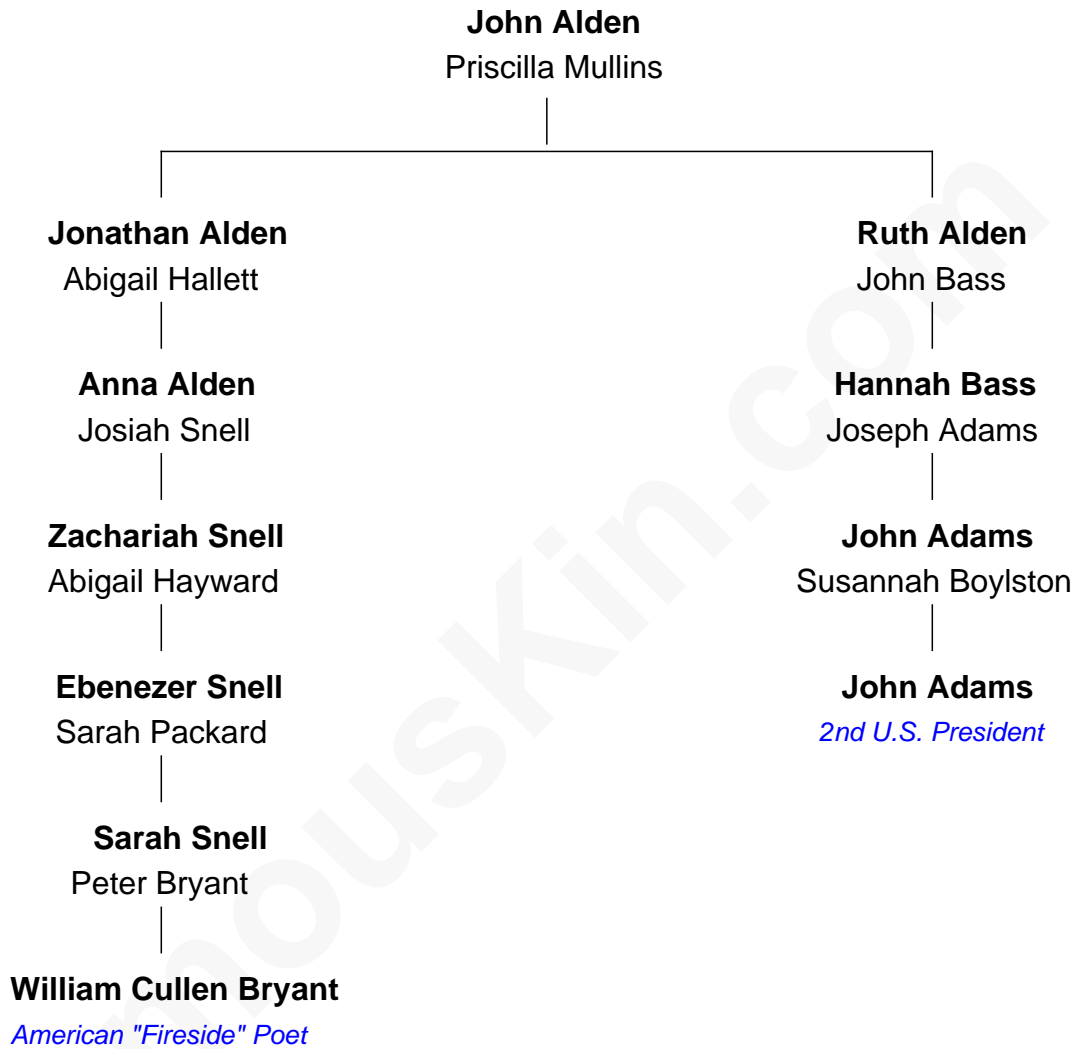 John Alden
Priscilla Mullins
Jonathan Alden
Abigail Hallett
Anna Alden
Josiah Snell
Zachariah Snell
Abigail Hayward
Ebenezer Snell
Sarah Packard
Sarah Snell
Peter Bryant
William Cullen Bryant
American "Fireside" Poet
Ruth Alden
John Bass
Hannah Bass
Joseph Adams
John Adams
Susannah Boylston
John Adams
2nd U.S. President
mousKin.com